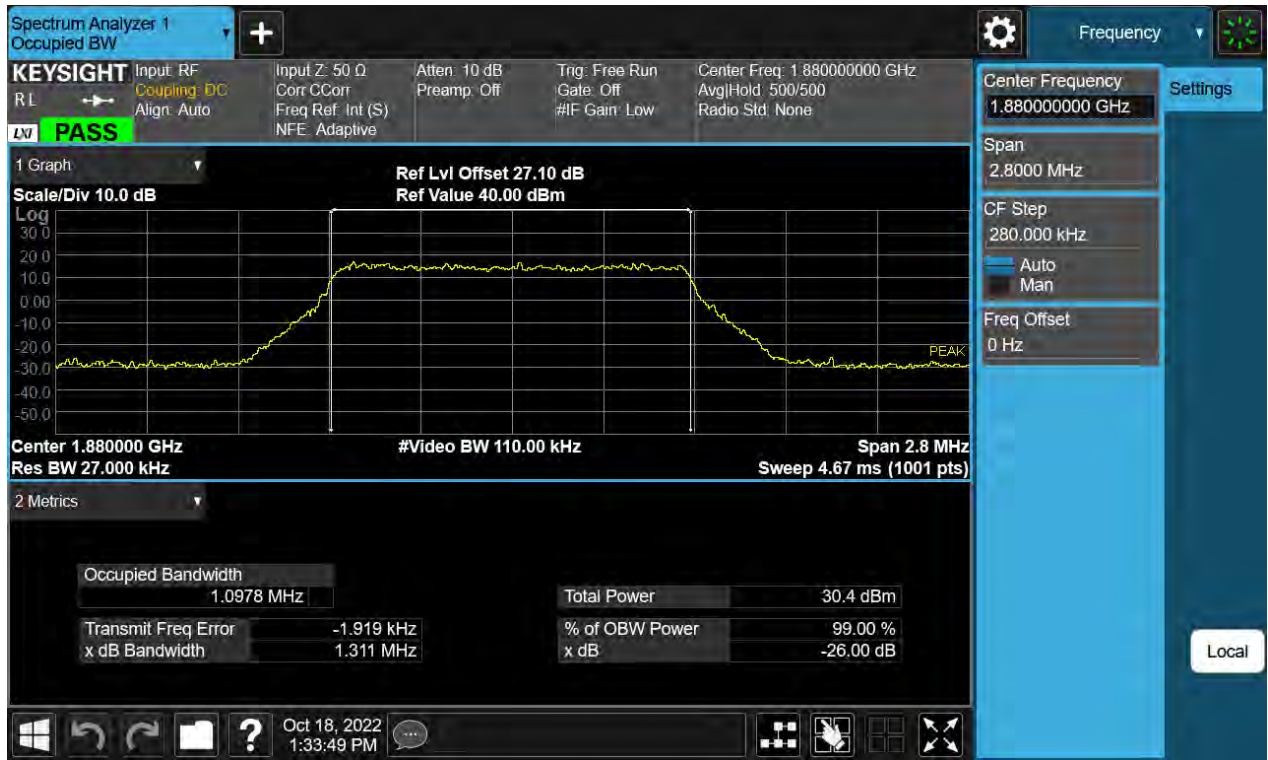 Spectrum Analyzer 1
Occupied BW
+
Frequency
KEYSIGHT
RL
LXI
PASS
Input: RF
Coupling: DC
Align: Auto
Input Z: 50 Ω
Corr CCorr
Freq Ref: Int (S)
NFE: Adaptive
Atten: 10 dB
Preamp: Off
Trig: Free Run
Gate: Off
#IF Gain: Low
Center Freq: 1.880000000 GHz
Avg|Hold: 500/500
Radio Std: None
Center Frequency
1.880000000 GHz
Settings
Span
2.8000 MHz
CF Step
280.000 kHz
Auto
Man
Freq Offset
0 Hz
Local
1 Graph
Scale/Div 10.0 dB
Ref Lvl Offset 27.10 dB
Ref Value 40.00 dBm
Log
30.0
20.0
10.0
0.00
-10.0
-20.0
-30.0
-40.0
-50.0
PEAK
Center 1.880000 GHz
#Video BW 110.00 kHz
Span 2.8 MHz
Res BW 27.000 kHz
Sweep 4.67 ms (1001 pts)
2 Metrics
Occupied Bandwidth
1.0978 MHz
Total Power 30.4 dBm
Transmit Freq Error -1.919 kHz
% of OBW Power 99.00 %
x dB Bandwidth 1.311 MHz
x dB -26.00 dB
?
Oct 18, 2022
1:33:49 PM